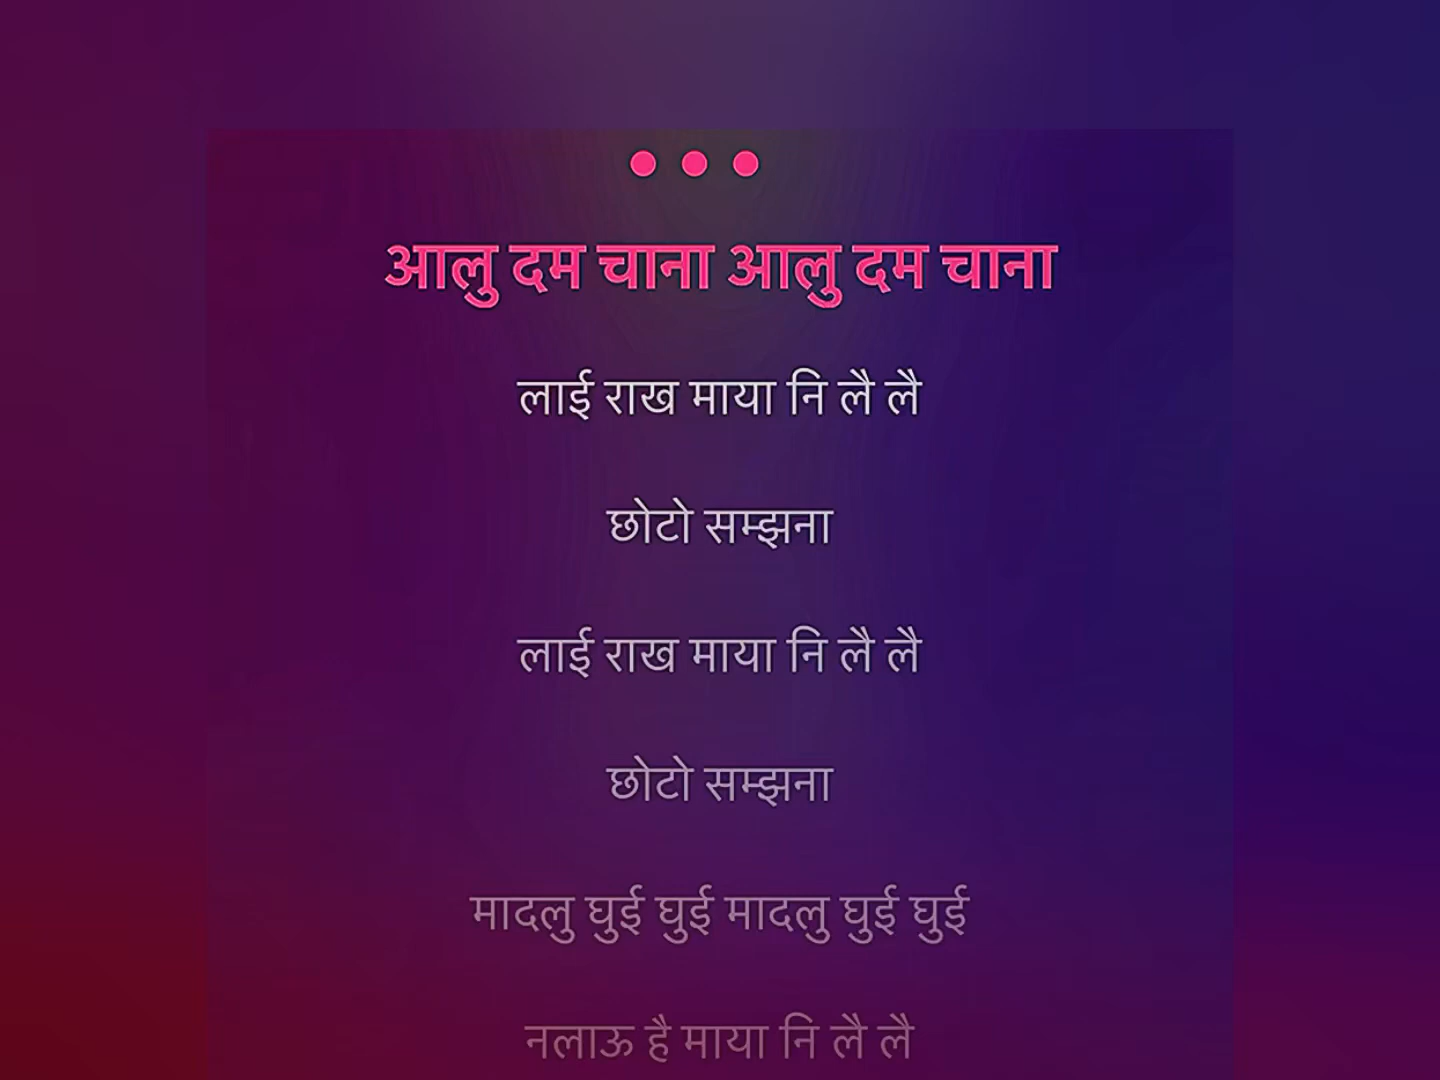 आलु दम चाना आलु दम चाना
लाई राख माया नि लै लै
छोटो सम्झना
लाई राख माया नि लै लै
छोटो सम्झना
मादलु घुई घुई मादलु घुई घुई
नलाऊ है माया नि लै लै